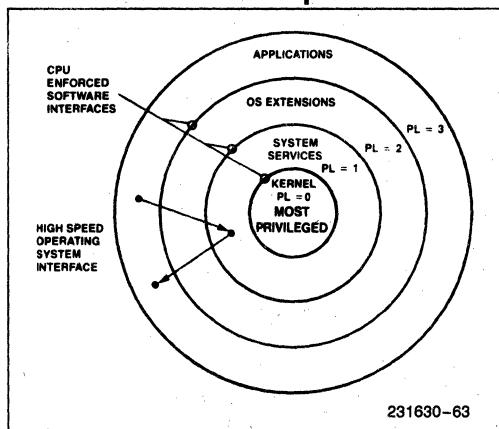 APPLICATIONS
CPU
ENFORCED
SOFTWARE
INTERFACES
OS EXTENSIONS
SYSTEM
SERVICES
PL = 3
PL = 2
PL = 1
KERNEL
PL = 0
MOST
PRIVILEGED
HIGH SPEED
OPERATING
SYSTEM
INTERFACE
231630-63